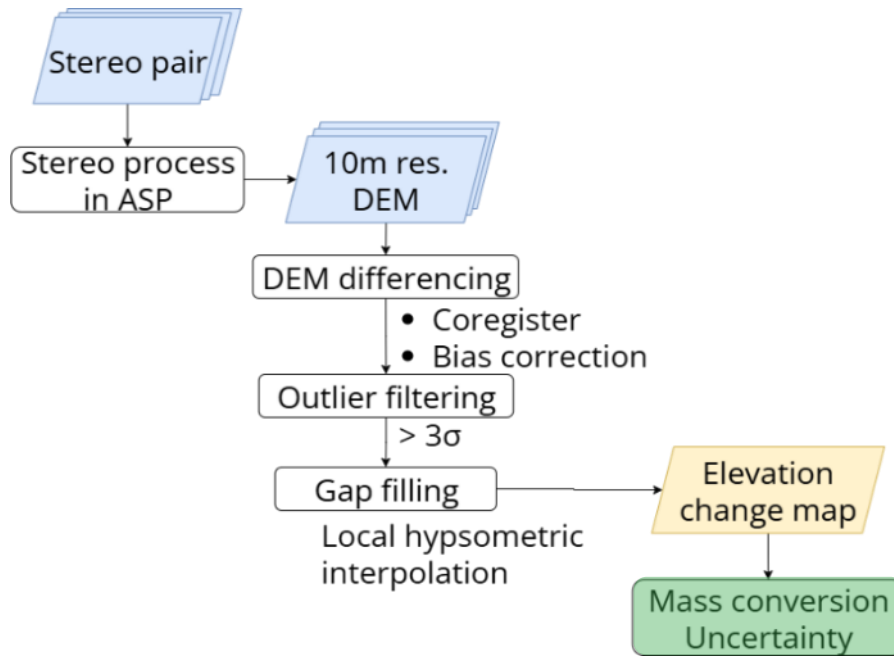 Stereo pair
Stereo process
in ASP
10m res.
DEM
DEM differencing
• Coregister
• Bias correction
Outlier filtering
> 3σ
Gap filling
Local hypsometric
interpolation
Elevation
change map
Mass conversion
Uncertainty